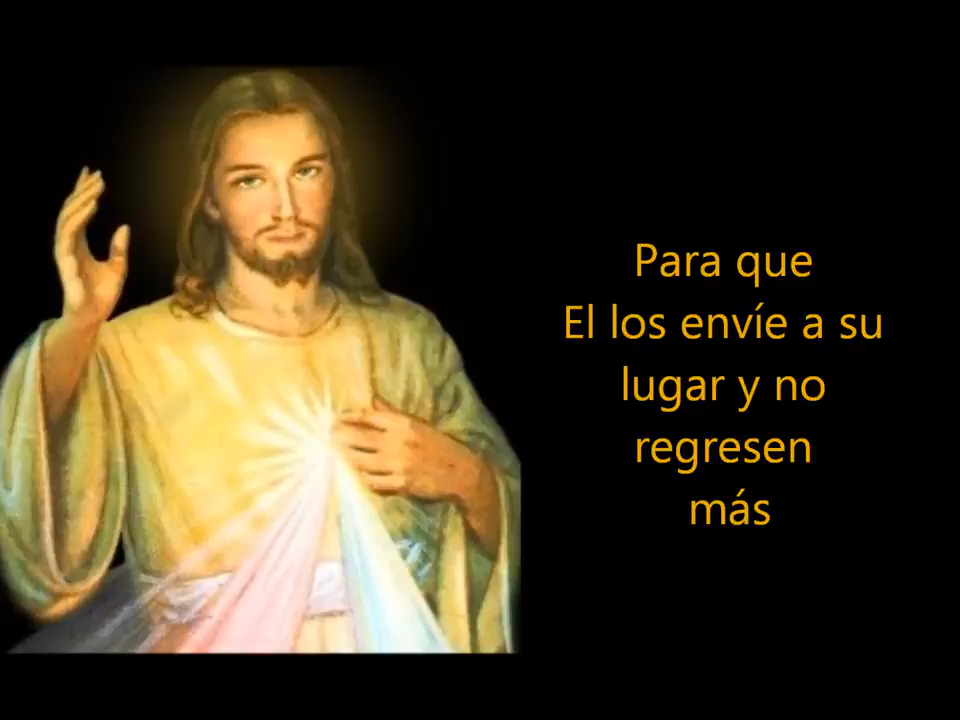 Para que
El los envíe a su
lugar y no
regresen
más